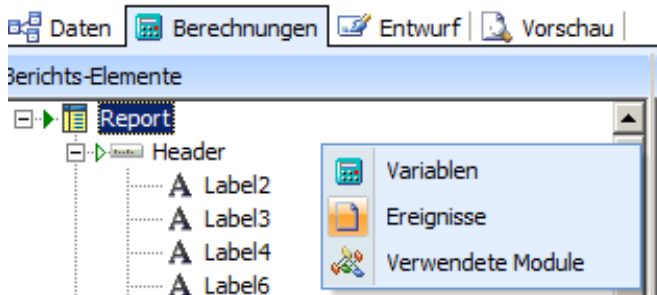 Daten Berechnungen Entwurf Vorschau
Berichts-Elemente
Report
Header
Label2
Label3
Label4
Label6
Variablen
Ereignisse
Verwendete Module